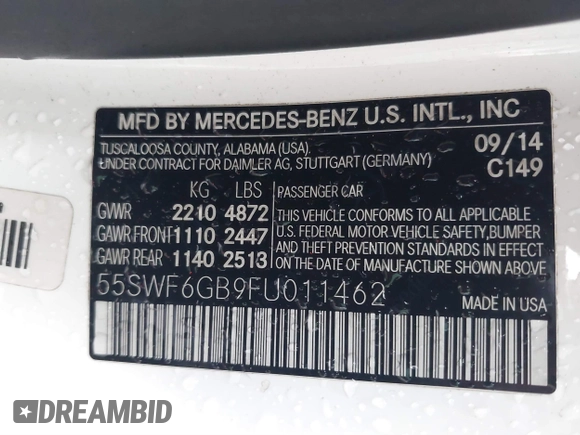 MFD BY MERCEDES-BENZ U.S. INTL., INC
TUSCALOOSA COUNTY, ALABAMA (USA). 09/14
UNDER CONTRACT FOR DAIMLER AG, STUTTGART (GERMANY) C149
KG LBS PASSENGER CAR
GVWR 2210 4872 THIS VEHICLE CONFORMS TO ALL APPLICABLE
GAWR FRONT 1110 2447 U.S. FEDERAL MOTOR VEHICLE SAFETY, BUMPER
GAWR REAR 1140 2513 AND THEFT PREVENTION STANDARDS IN EFFECT
ON THE DATE OF MANUFACTURE SHOWN ABOVE.
55SWF6GB9FU011462 MADE IN USA
DREAMBID